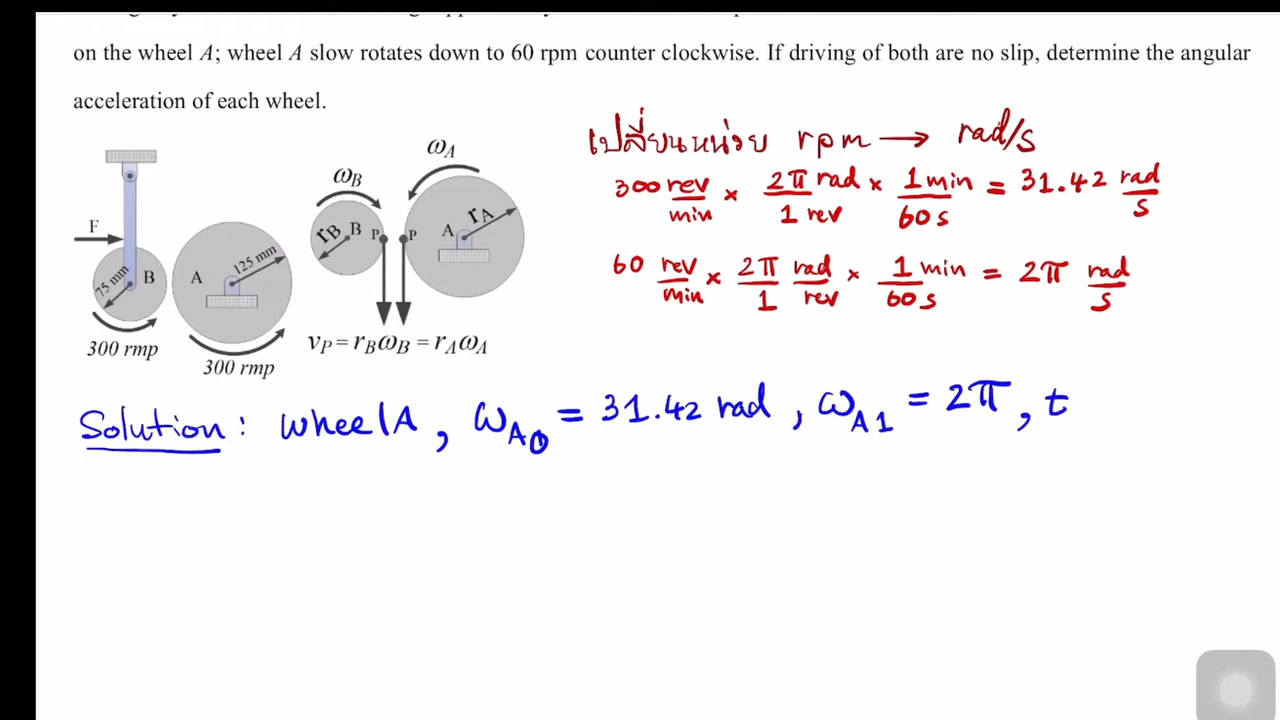 on the wheel A; wheel A slow rotates down to 60 rpm counter clockwise. If driving of both are no slip, determine the angular
acceleration of each wheel.
เปลี่ยนหน่วย rpm → rad/s
300 rev/min × 2π rad/1 rev × 1 min/60 s = 31.42 rad/s
60 rev/min × 2π/1 rad/rev × 1 min/60 s = 2π rad/s
F
75 mm
B
A
125 mm
300 rmp
300 rmp
ωB
rB
B
P
ωA
P
A
rA
vP = rBωB = rAωA
Solution : wheel A , ωA0 = 31.42 rad , ωA1 = 2π , t